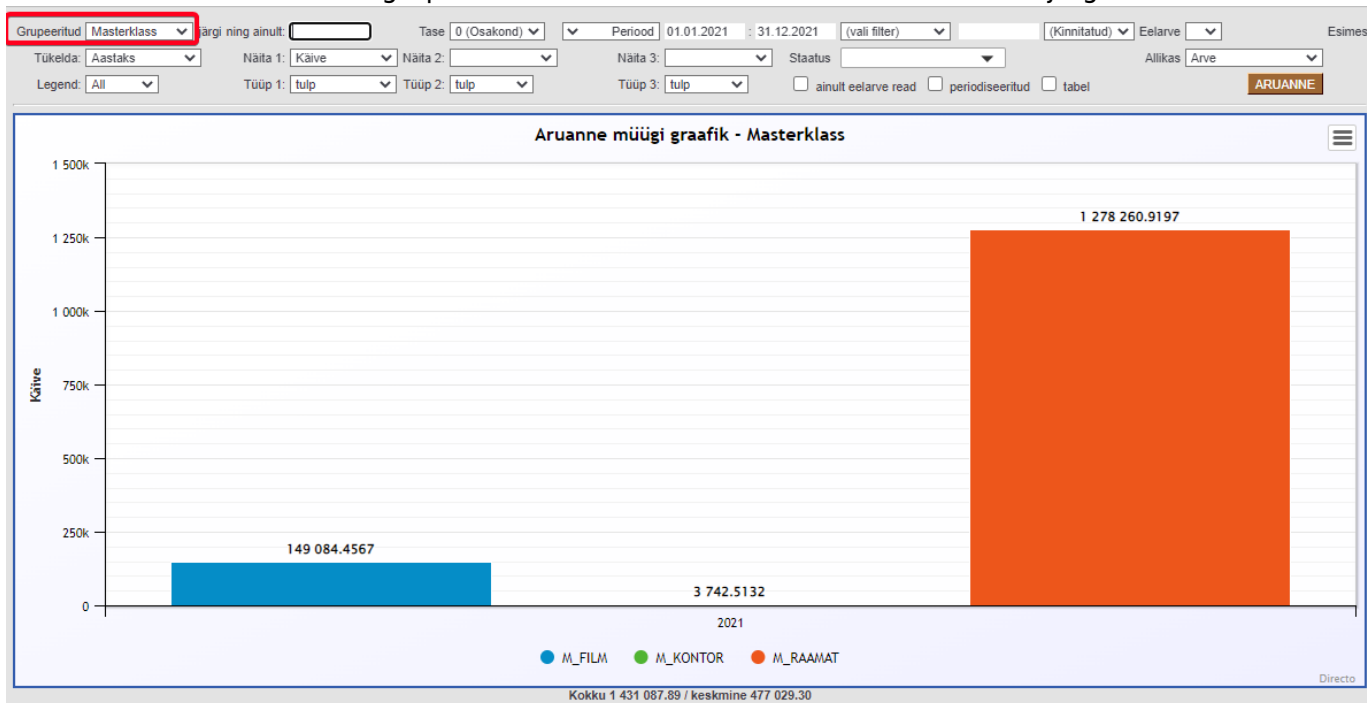 Grupeeritud Masterklass järgi ning ainult: Tase 0 (Osakond) Periood 01.01.2021 : 31.12.2021 (vali filter) (Kinnitatud) Eelarve Esimes
Tükelda: Aastaks Näita 1: Käive Näita 2: Näita 3: Staatus Allikas Arve
Legend: All Tüüp 1: tulp Tüüp 2: tulp Tüüp 3: tulp ainult eelarve read periodiseeritud tabel ARUANNE
Aruanne müügi graafik - Masterklass
1 500k
1 278 260.9197
1 250k
1 000k
Käive
750k
500k
250k
149 084.4567
3 742.5132
0
2021
M_FILM M_KONTOR M_RAAMAT
Directo
Kokku 1 431 087.89 / keskmine 477 029.30